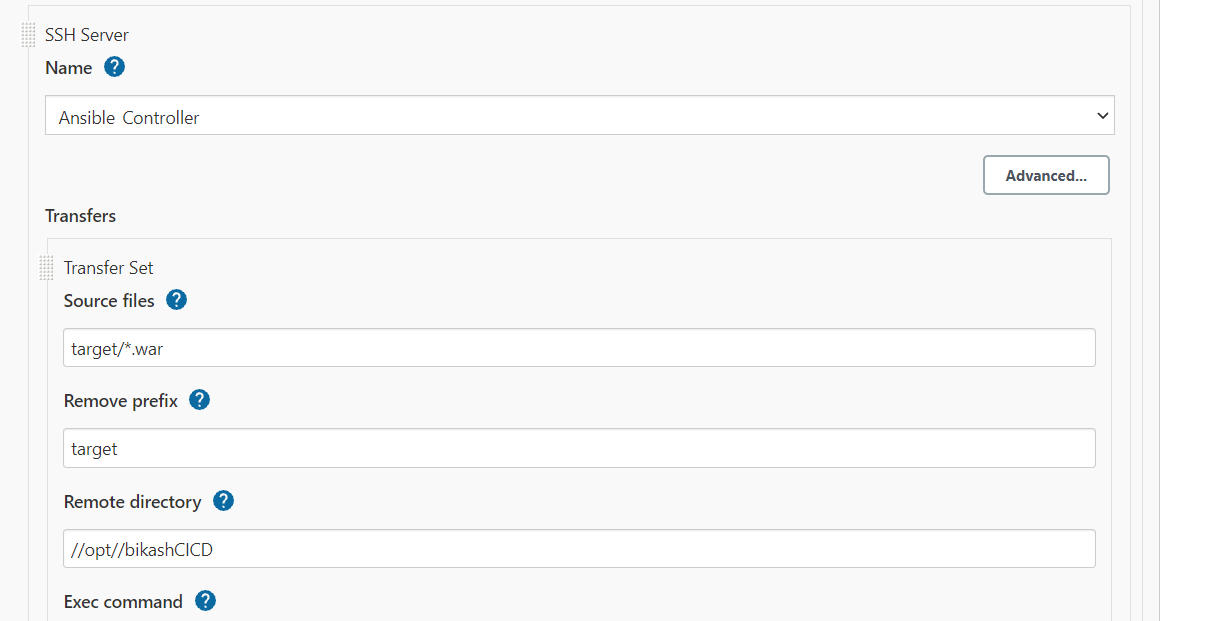 SSH Server
Name ?
Ansible Controller
Advanced...
Transfers
Transfer Set
Source files ?
target/*.war
Remove prefix ?
target
Remote directory ?
//opt//bikashCICD
Exec command ?